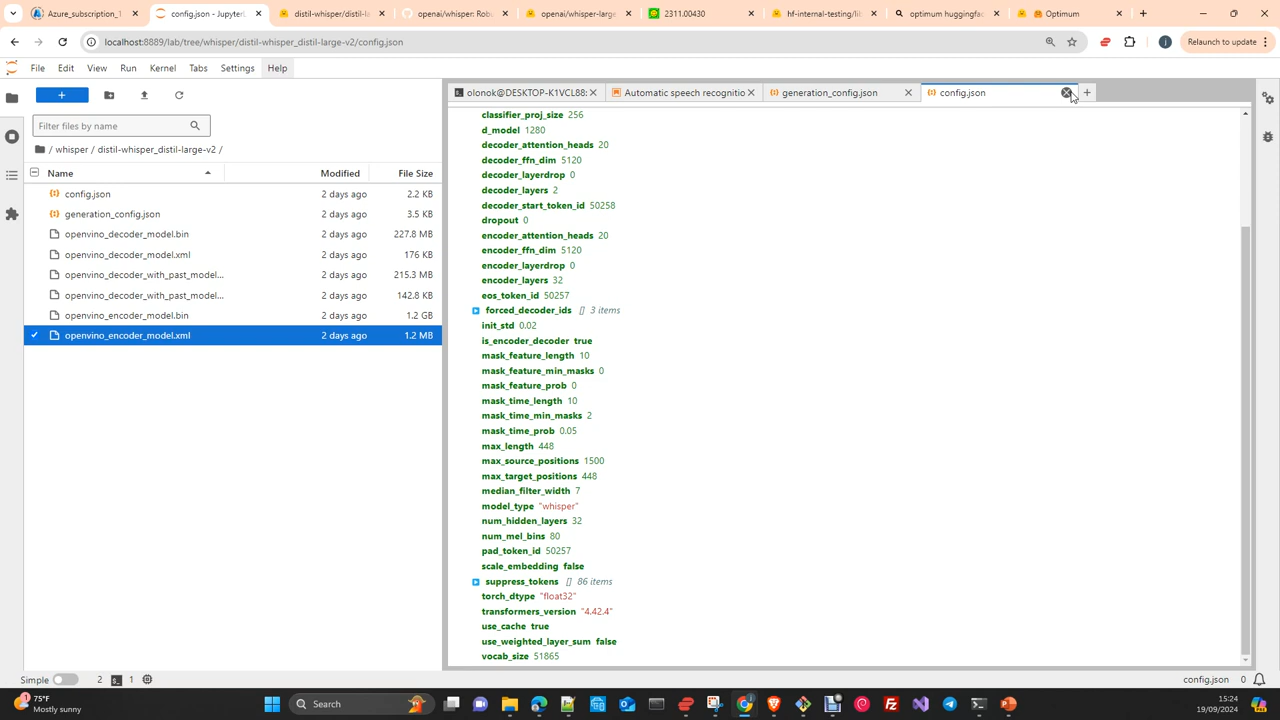 Azure_subscription_1
config.json - JupyterL
distil-whisper/distil-la
openai/whisper: Rob
openai/whisper-large
2311.00430
hf-internal-testing/lib
optimum huggingfac
Optimum
localhost:8889/lab/tree/whisper/distil-whisper_distil-large-v2/config.json
Relaunch to update
File Edit View Run Kernel Tabs Settings Help
olonok@DESKTOP-K1VCL88:
Automatic speech recognitio
generation_config.json
config.json
Filter files by name
/ whisper / distil-whisper_distil-large-v2 /
Name Modified File Size
config.json 2 days ago 2.2 KB
generation_config.json 2 days ago 3.5 KB
openvino_decoder_model.bin 2 days ago 227.8 MB
openvino_decoder_model.xml 2 days ago 176 KB
openvino_decoder_with_past_model... 2 days ago 215.3 MB
openvino_decoder_with_past_model... 2 days ago 142.8 KB
openvino_encoder_model.bin 2 days ago 1.2 GB
openvino_encoder_model.xml 2 days ago 1.2 MB
classifier_proj_size 256
d_model 1280
decoder_attention_heads 20
decoder_ffn_dim 5120
decoder_layerdrop 0
decoder_layers 2
decoder_start_token_id 50258
dropout 0
encoder_attention_heads 20
encoder_ffn_dim 5120
encoder_layerdrop 0
encoder_layers 32
eos_token_id 50257
forced_decoder_ids [] 3 items
init_std 0.02
is_encoder_decoder true
mask_feature_length 10
mask_feature_min_masks 0
mask_feature_prob 0
mask_time_length 10
mask_time_min_masks 2
mask_time_prob 0.05
max_length 448
max_source_positions 1500
max_target_positions 448
median_filter_width 7
model_type "whisper"
num_hidden_layers 32
num_mel_bins 80
pad_token_id 50257
scale_embedding false
suppress_tokens [] 86 items
torch_dtype "float32"
transformers_version "4.42.4"
use_cache true
use_weighted_layer_sum false
vocab_size 51865
Simple 2 1
config.json 0
75°F
Mostly sunny
Search
15:24
19/09/2024